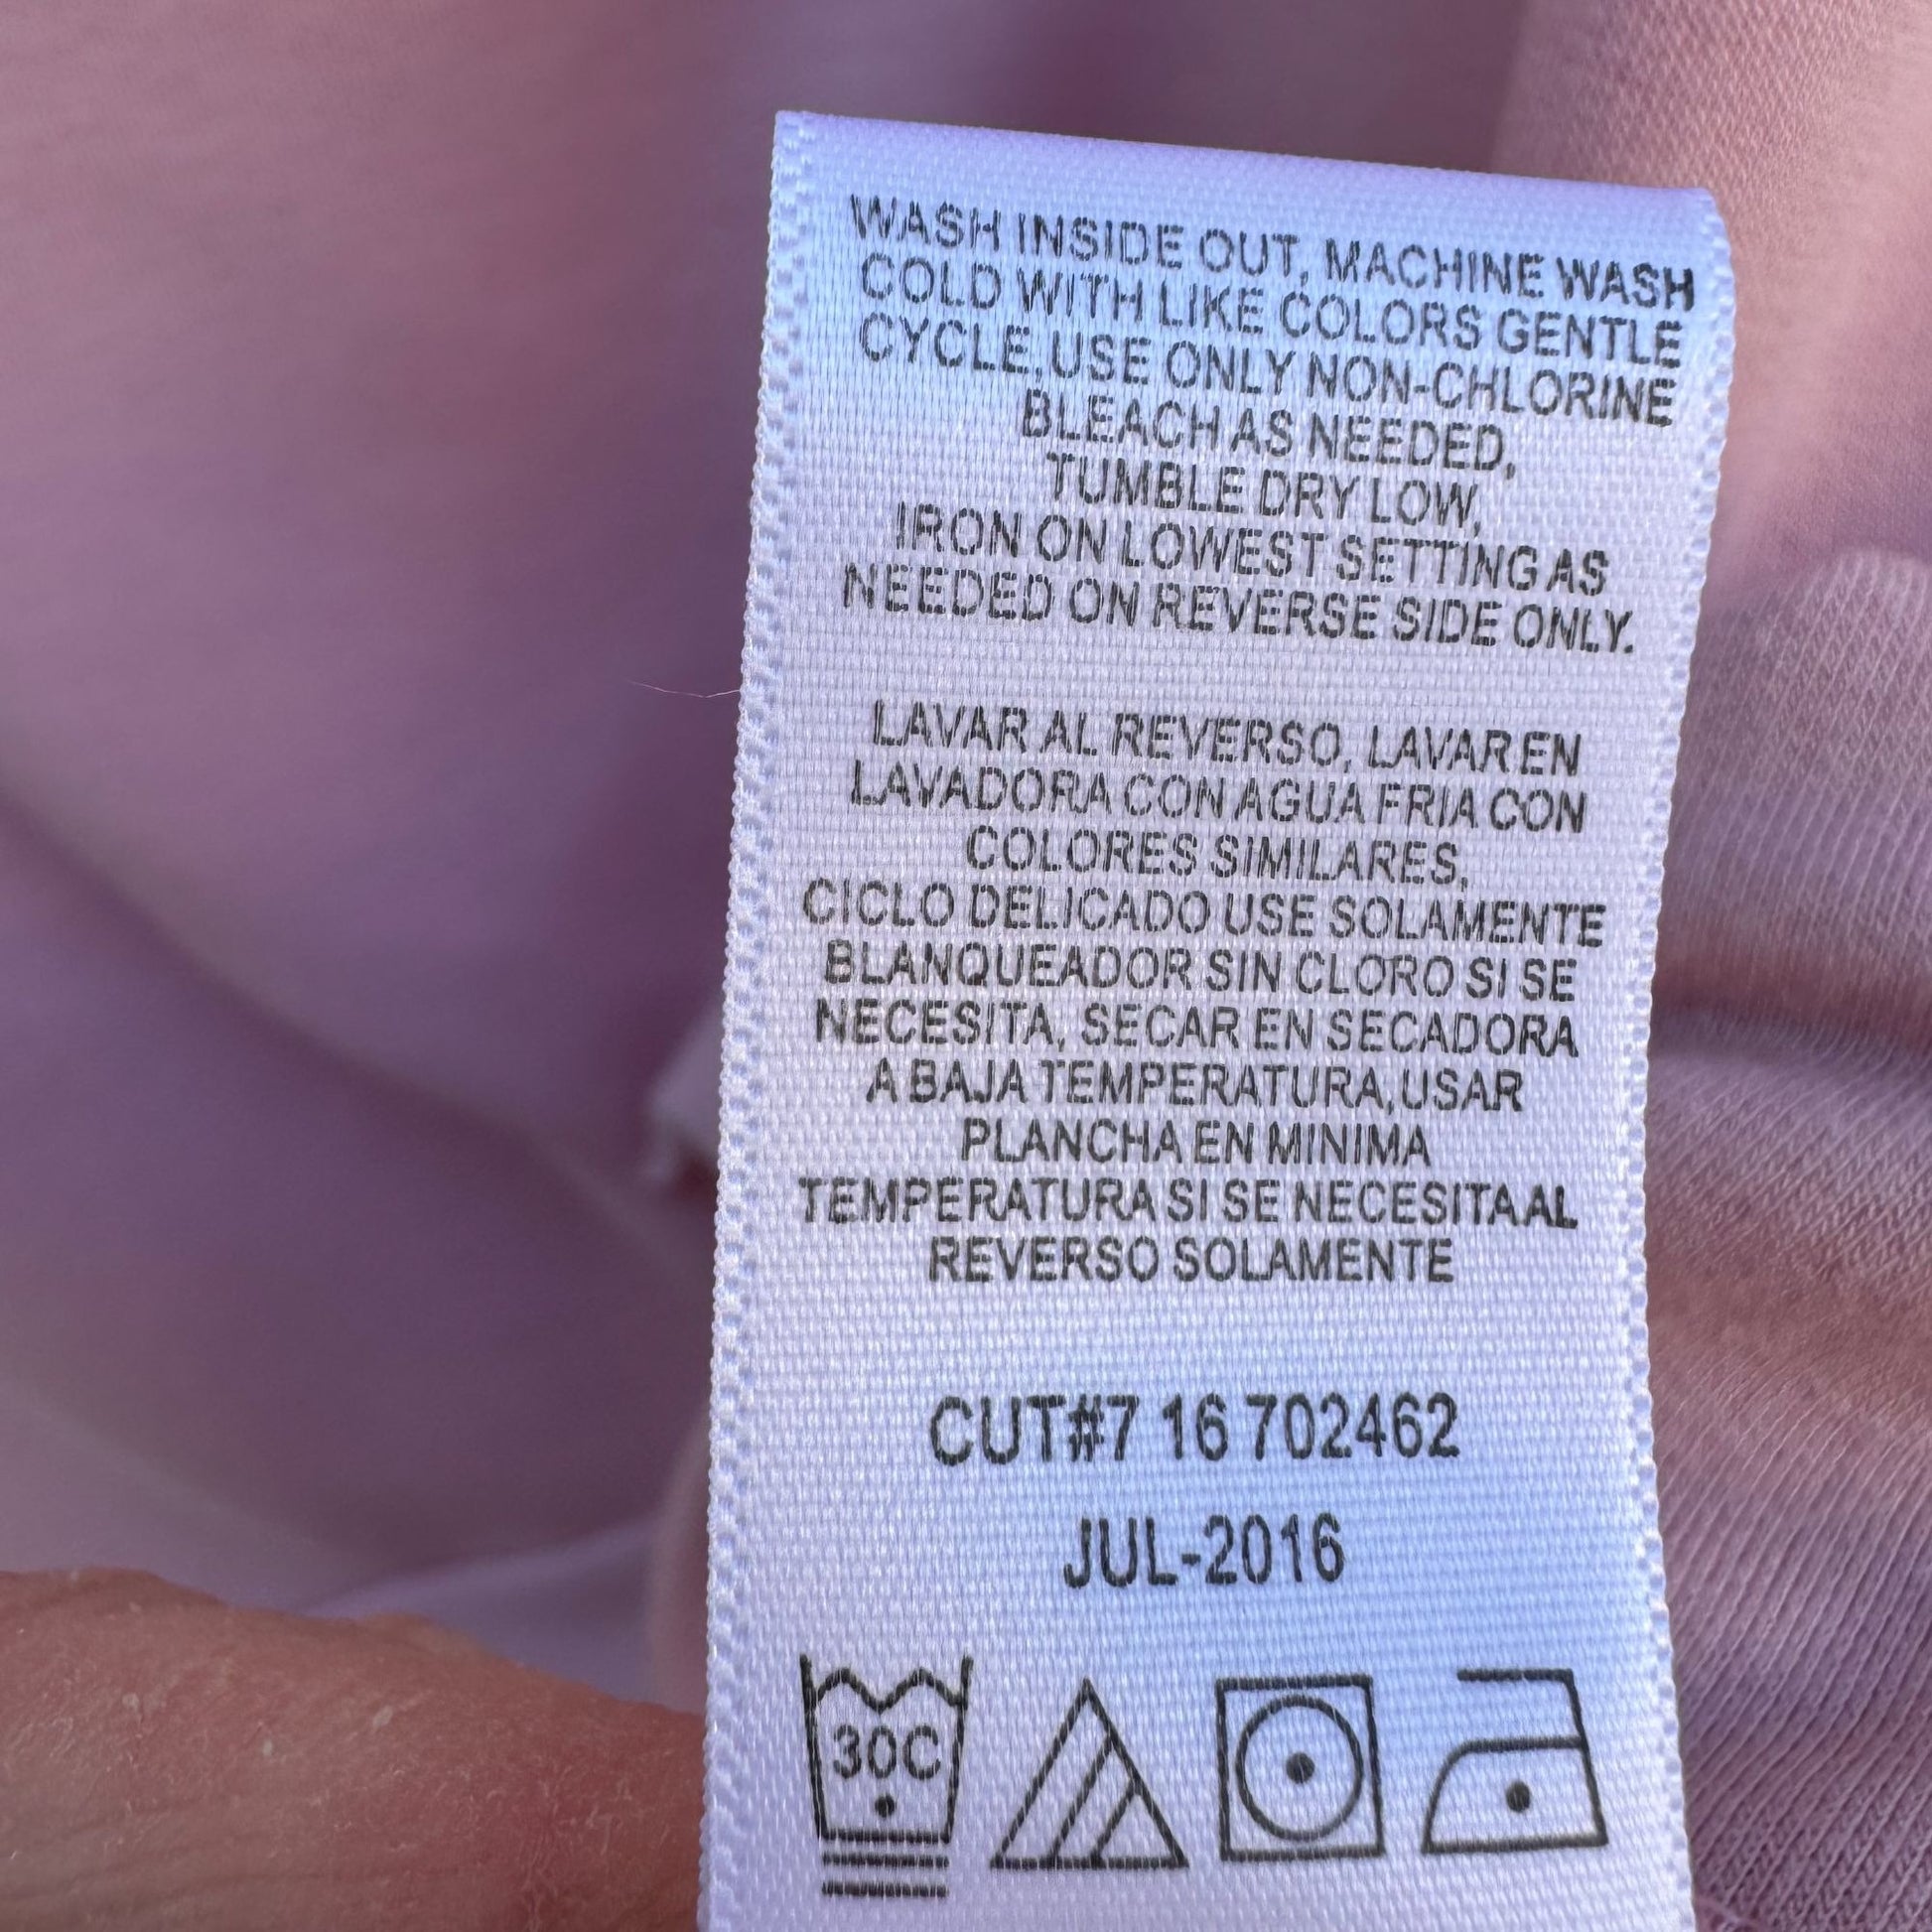 WASH INSIDE OUT, MACHINE WASH
COLD WITH LIKE COLORS GENTLE
CYCLE,USE ONLY NON-CHLORINE
BLEACH AS NEEDED,
TUMBLE DRY LOW,
IRON ON LOWEST SETTING AS
NEEDED ON REVERSE SIDE ONLY.
LAVAR AL REVERSO, LAVAR EN
LAVADORA CON AGUA FRIA CON
COLORES SIMILARES,
CICLO DELICADO USE SOLAMENTE
BLANQUEADOR SIN CLORO SI SE
NECESITA, SECAR EN SECADORA
A BAJA TEMPERATURA,USAR
PLANCHA EN MINIMA
TEMPERATURA SI SE NECESITA AL
REVERSO SOLAMENTE
CUT#7 16 702462
JUL-2016
30C